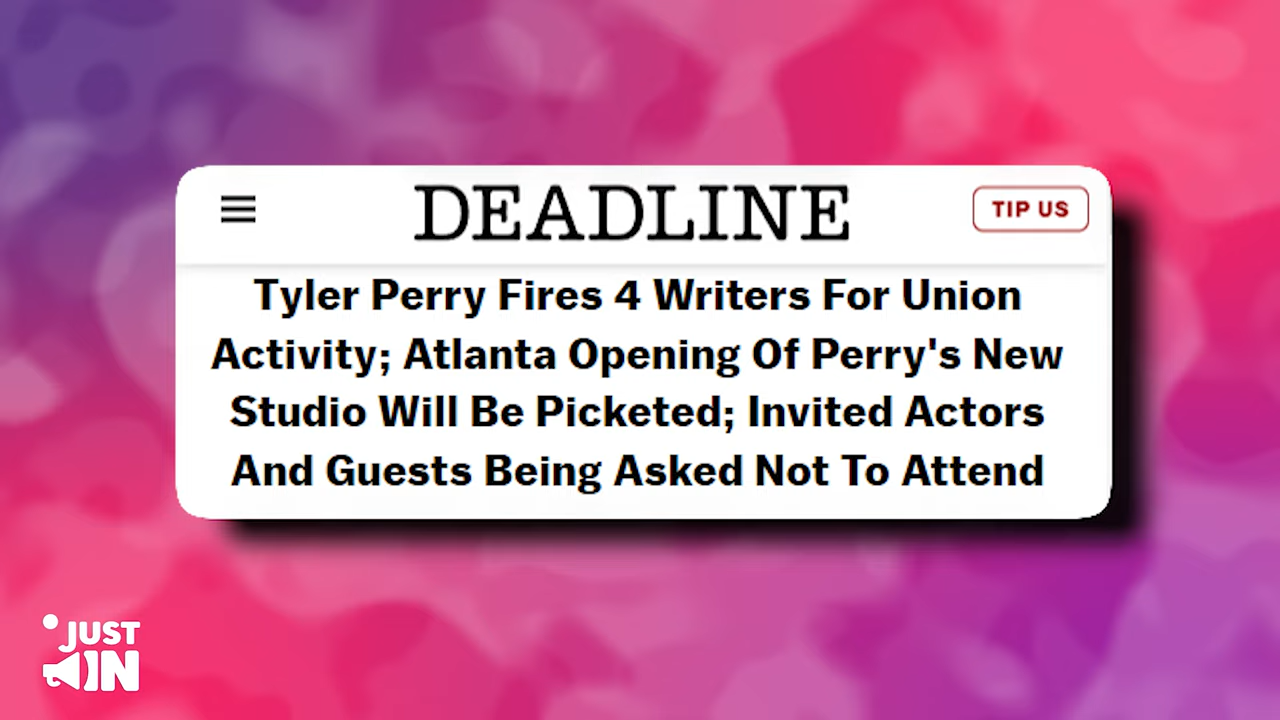 DEADLINE
TIP US
Tyler Perry Fires 4 Writers For Union
Activity; Atlanta Opening Of Perry's New
Studio Will Be Picketed; Invited Actors
And Guests Being Asked Not To Attend
JUST
IN